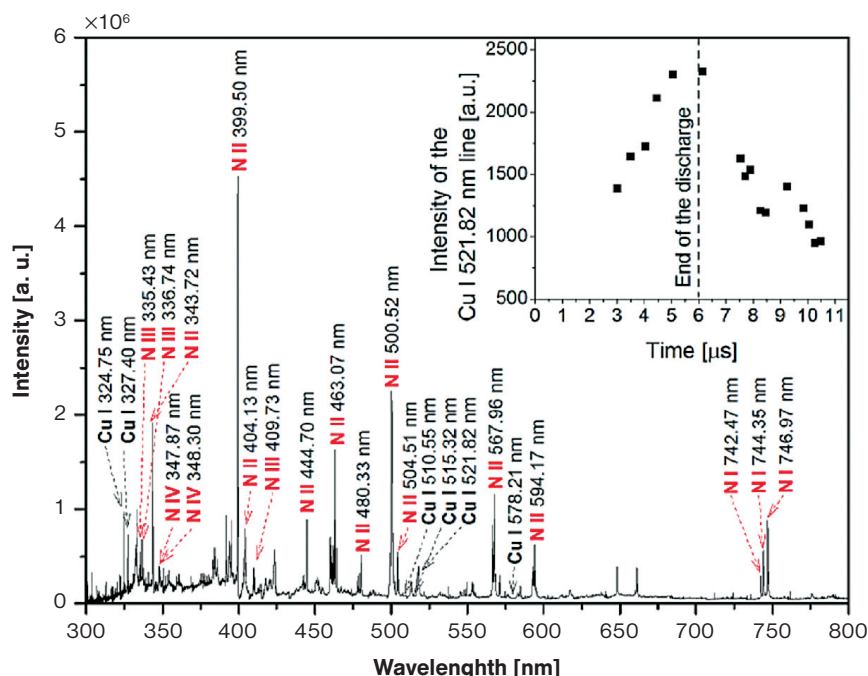 ×10⁶
6
5
4
3
2
1
0
Intensity [a. u.]
300
350
400
450
500
550
600
650
700
750
800
Wavelenghth [nm]
Cu I 324.75 nm
Cu I 327.40 nm
N III 335.43 nm
N III 336.74 nm
N II 343.72 nm
N IV 347.87 nm
N IV 348.30 nm
N II 399.50 nm
N II 404.13 nm
N III 409.73 nm
N II 444.70 nm
N II 463.07 nm
N II 480.33 nm
N II 500.52 nm
N II 504.51 nm
Cu I 510.55 nm
Cu I 515.32 nm
Cu I 521.82 nm
N II 567.96 nm
Cu I 578.21 nm
N II 594.17 nm
N I 742.47 nm
N I 744.35 nm
N I 746.97 nm
Intensity of the
Cu I 521.82 nm line [a.u.]
2500
2000
1500
1000
500
End of the discharge
0
1
2
3
4
5
6
7
8
9
10
11
Time [µs]